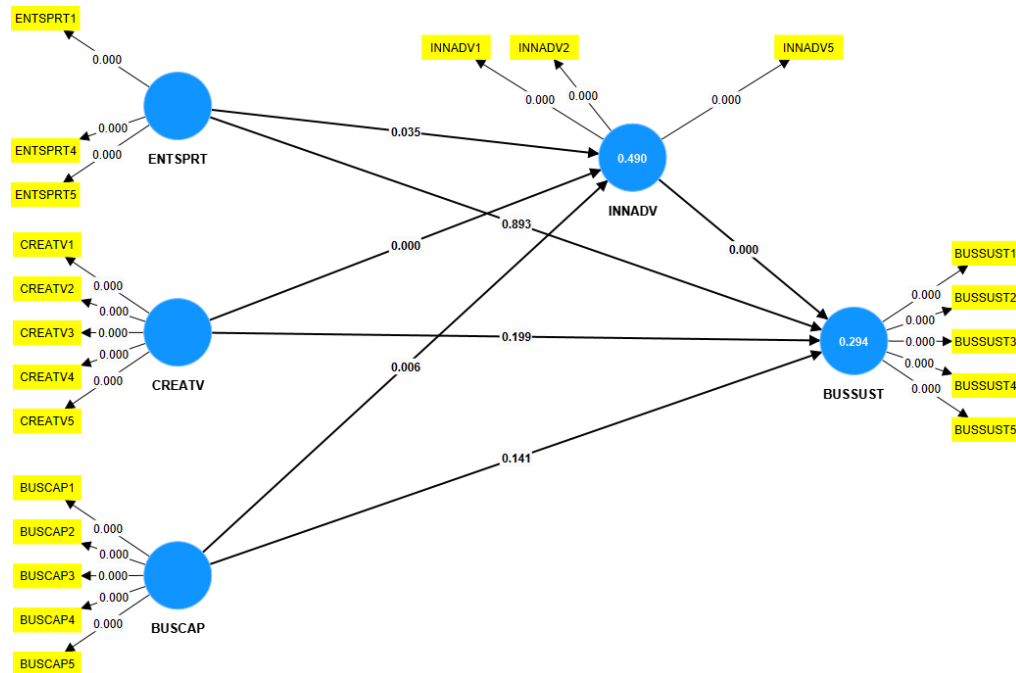 ENTSPRT1
0.000
ENTSPRT4
0.000
ENTSPRT5
0.000
ENTSPRT
INNADV1
INNADV2
INNADV5
0.000
0.000
0.000
0.490
INNADV
0.035
0.893
0.000
0.000
CREATV1
0.000
CREATV2
0.000
CREATV3
0.000
CREATV4
0.000
CREATV5
0.000
CREATV
0.199
0.006
0.141
BUSSUST1
0.000
BUSSUST2
0.000
BUSSUST3
0.000
BUSSUST4
0.000
BUSSUST5
0.000
0.294
BUSSUST
BUSCAP1
0.000
BUSCAP2
0.000
BUSCAP3
0.000
BUSCAP4
0.000
BUSCAP5
0.000
BUSCAP